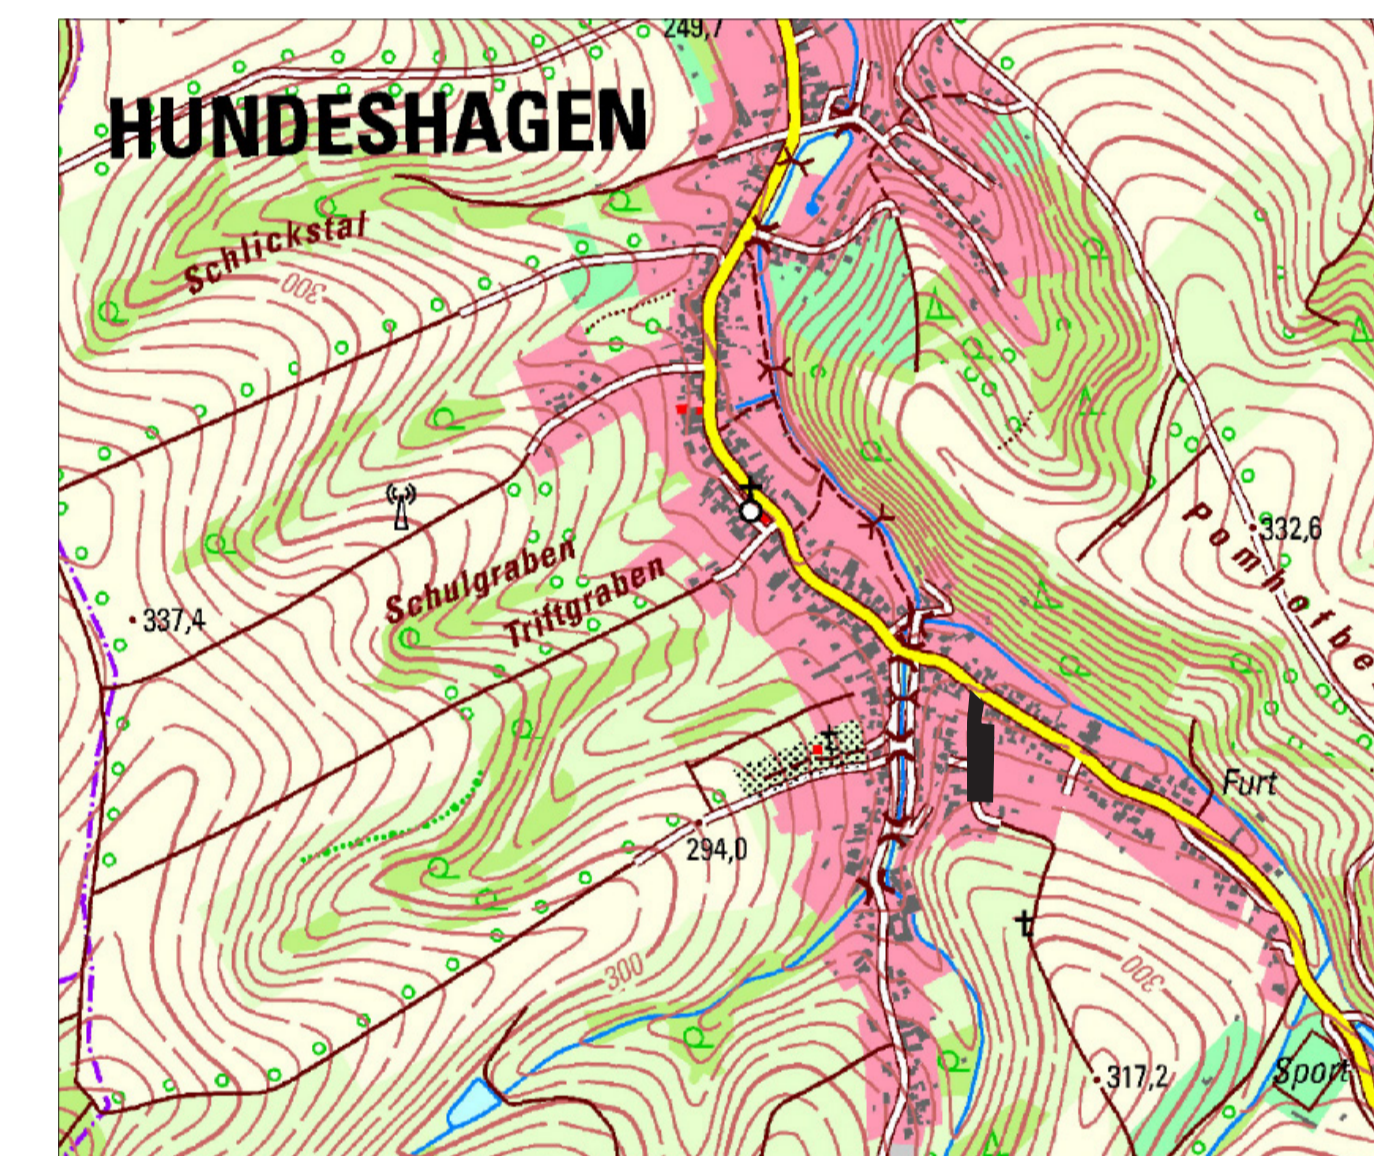 249,7
HUNDESHAGEN
Schlickstal
300
332,6
Pomhofbe
Schulgraben
Triftgraben
337,4
Furt
294,0
300
300
317,2
Sport